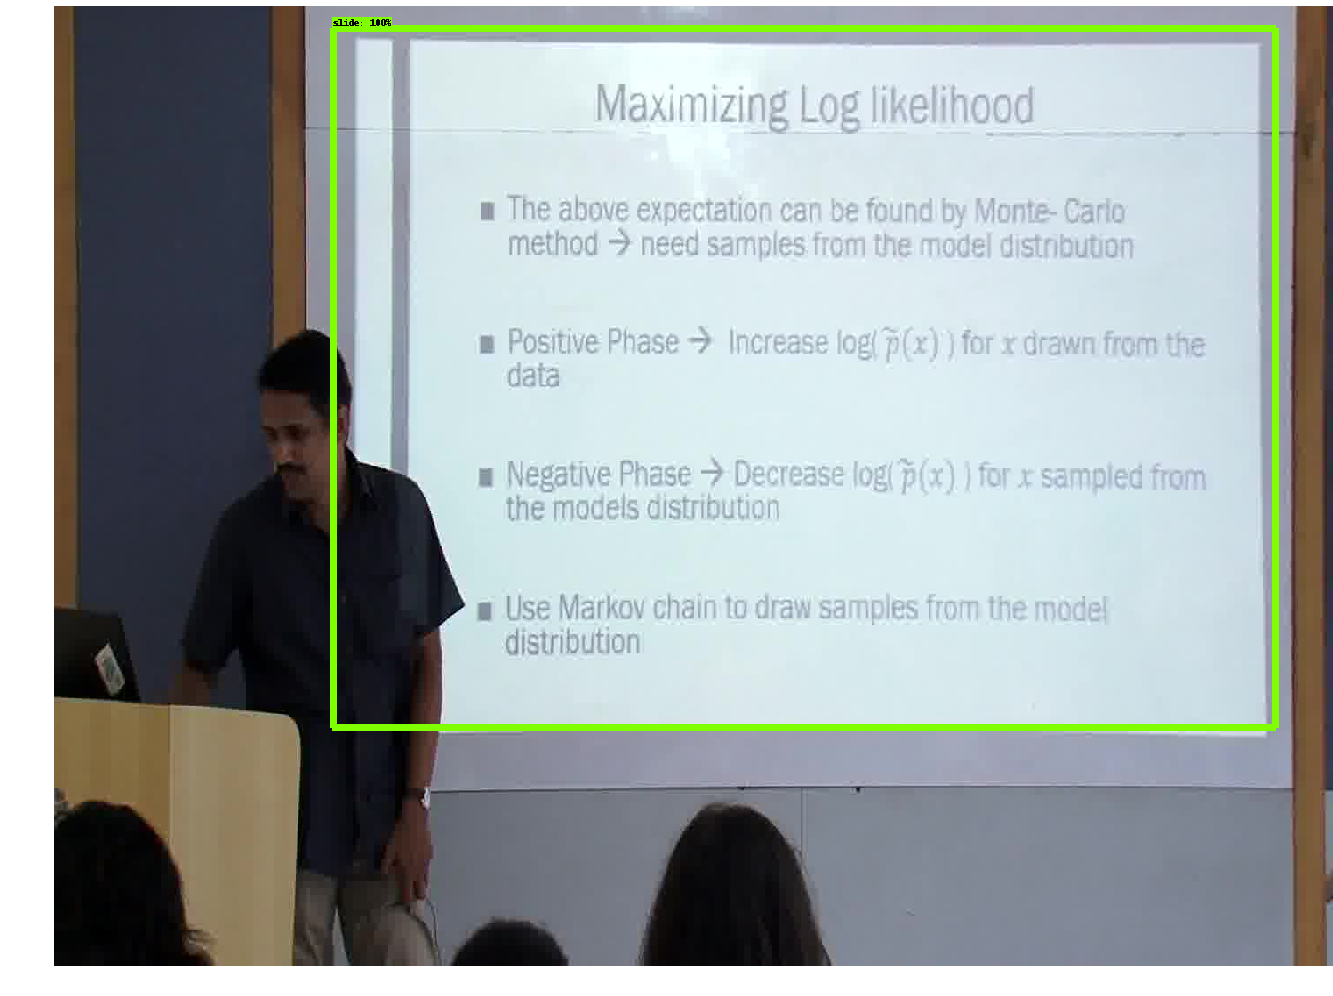 slide: 100%
Maximizing Log likelihood
■ The above expectation can be found by Monte- Carlo
method → need samples from the model distribution
■ Positive Phase → Increase log( p̃(x) ) for x drawn from the
data
■ Negative Phase → Decrease log( p̃(x) ) for x sampled from
the models distribution
■ Use Markov chain to draw samples from the model
distribution